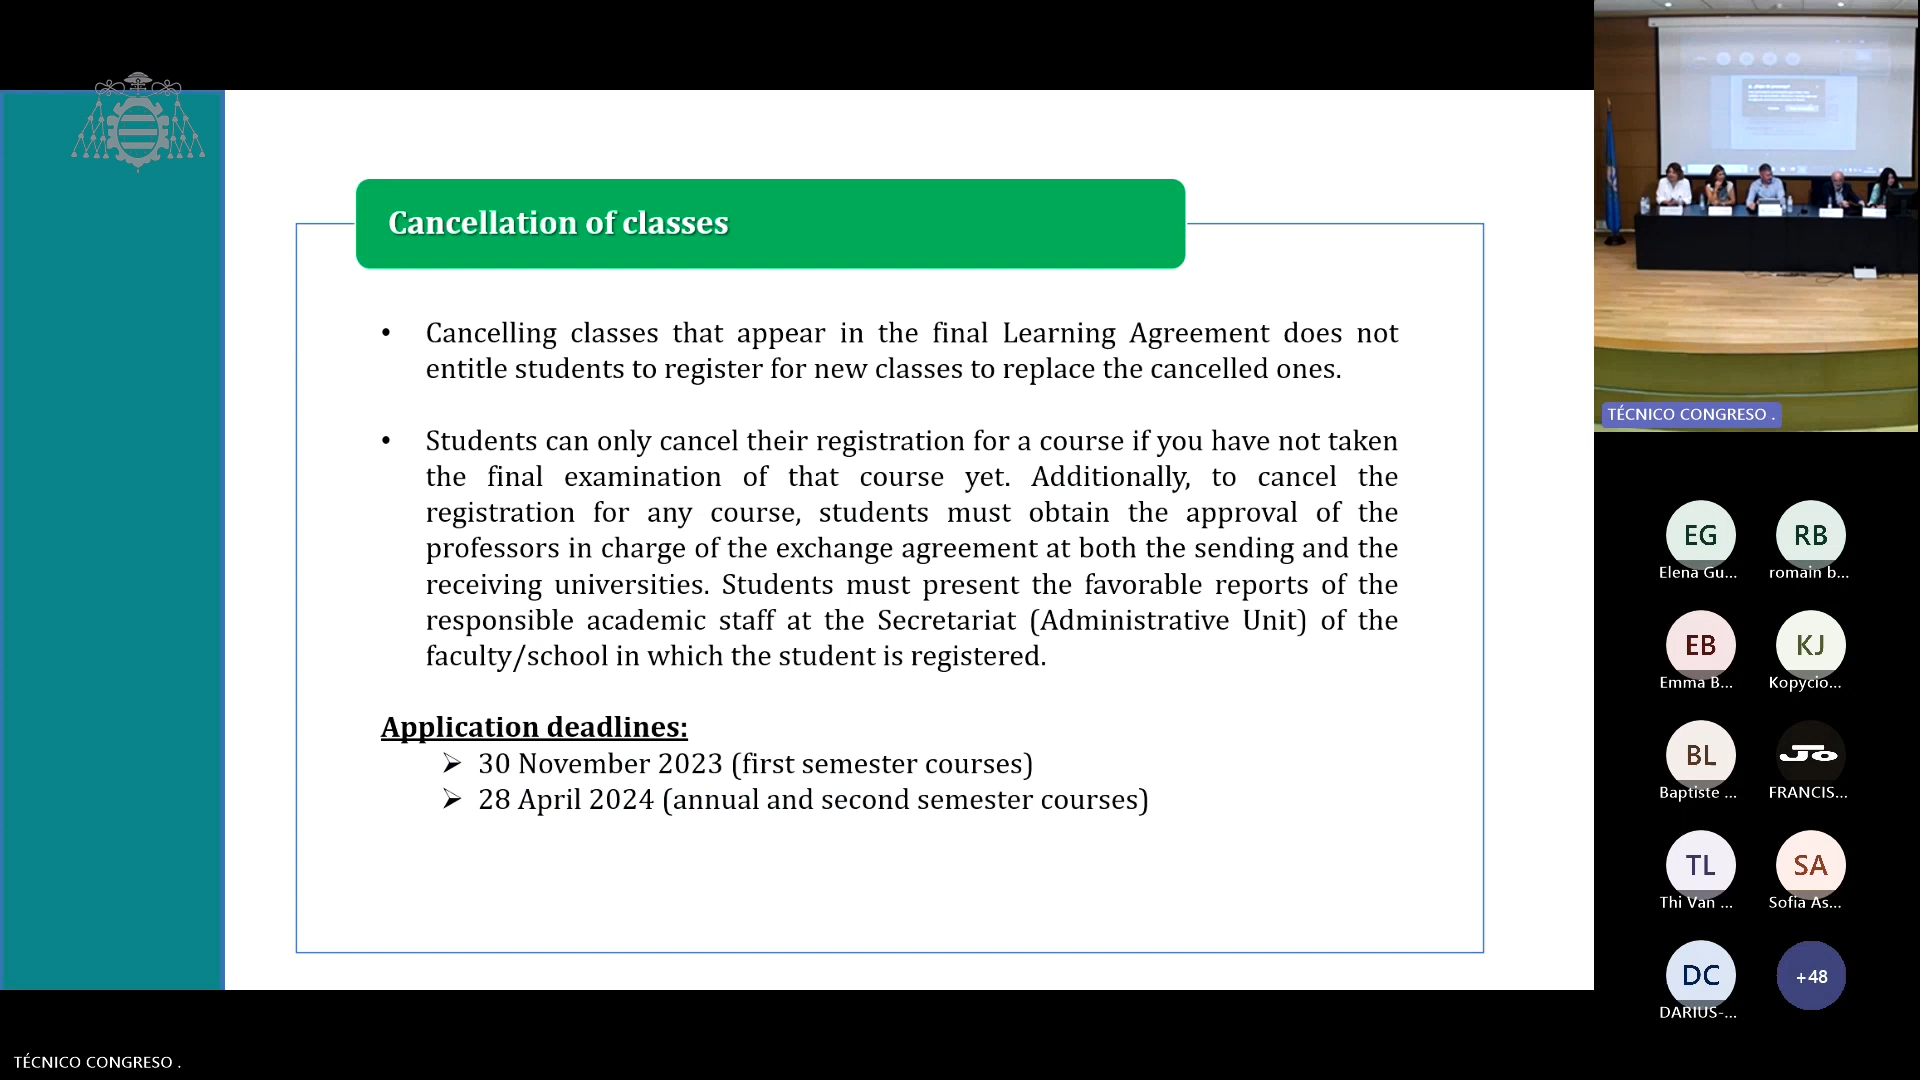 Cancellation of classes
• Cancelling classes that appear in the final Learning Agreement does not
entitle students to register for new classes to replace the cancelled ones.
• Students can only cancel their registration for a course if you have not taken
the final examination of that course yet. Additionally, to cancel the
registration for any course, students must obtain the approval of the
professors in charge of the exchange agreement at both the sending and the
receiving universities. Students must present the favorable reports of the
responsible academic staff at the Secretariat (Administrative Unit) of the
faculty/school in which the student is registered.
Application deadlines:
➢ 30 November 2023 (first semester courses)
➢ 28 April 2024 (annual and second semester courses)
TÉCNICO CONGRESO .
EG
RB
Elena Gu...
romain b...
EB
KJ
Emma B...
Kopycio...
BL
Jo
Baptiste ...
FRANCIS...
TL
SA
Thi Van ...
Sofia As...
DC
+48
DARIUS-...
TÉCNICO CONGRESO .